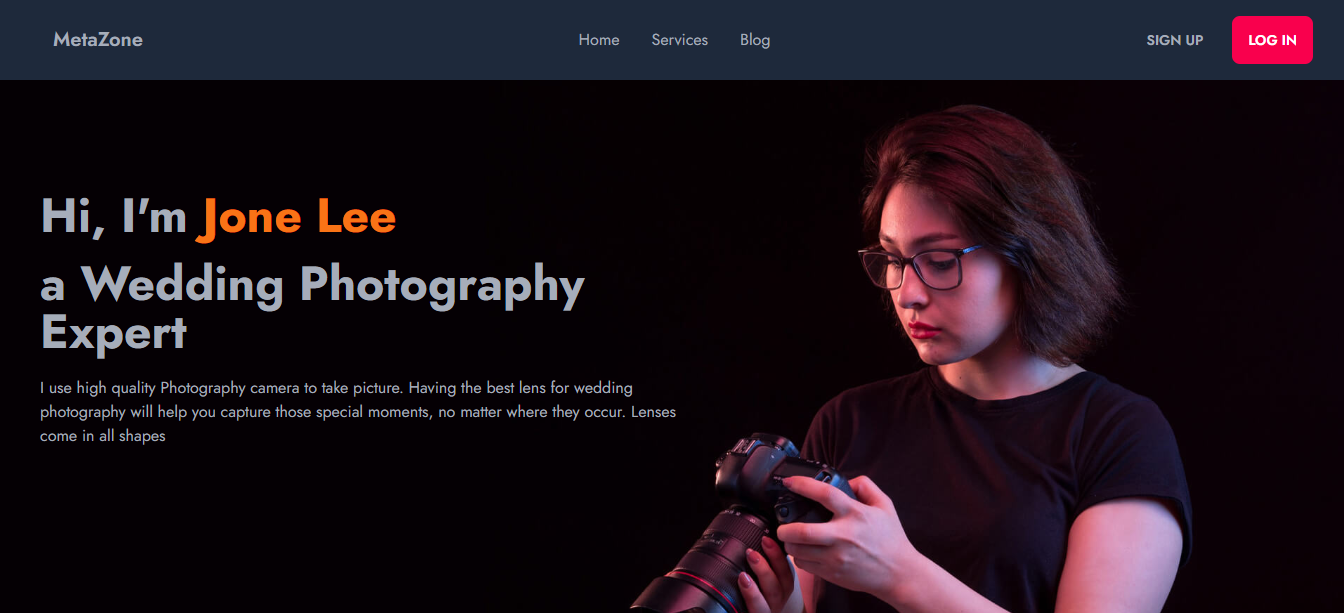 MetaZone
Home Services Blog
SIGN UP LOG IN
Hi, I'm Jone Lee
a Wedding Photography
Expert
I use high quality Photography camera to take picture. Having the best lens for wedding
photography will help you capture those special moments, no matter where they occur. Lenses
come in all shapes